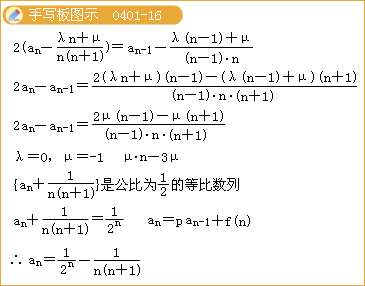 手写板图示 0401-16
2(aₙ−(λn+μ)/(n(n+1)))=aₙ₋₁−(λ(n−1)+μ)/((n−1)·n)
2aₙ−aₙ₋₁=(2(λn+μ)(n−1)−(λ(n−1)+μ)(n+1))/((n−1)·n·(n+1))
2aₙ−aₙ₋₁=(2μ(n−1)−μ(n+1))/((n−1)·n·(n+1))
λ=0, μ=-1 μ·n−3μ
{aₙ+1/(n(n+1))}是公比为1/2的等比数列
aₙ+1/(n(n+1))=1/2ⁿ aₙ=paₙ₋₁+f(n)
∴ aₙ=1/2ⁿ−1/(n(n+1))